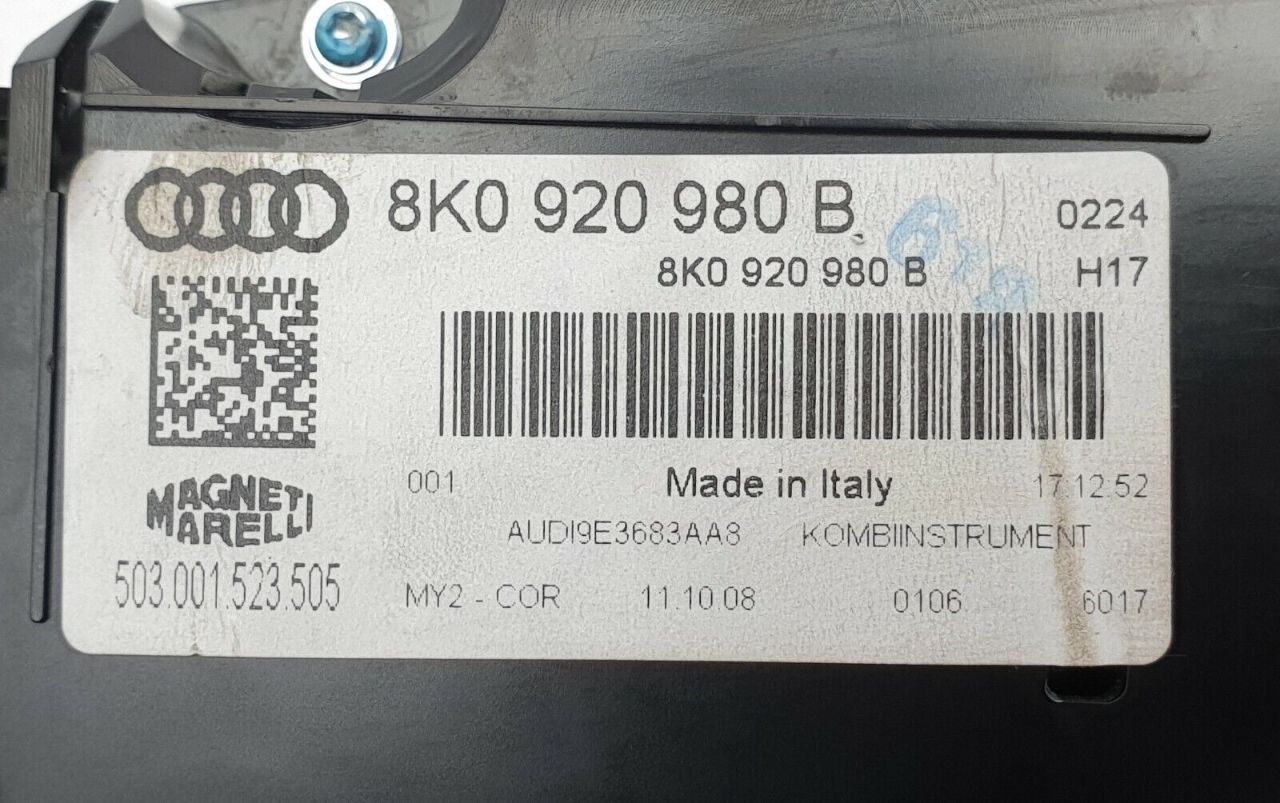 8K0 920 980 B 0224
8K0 920 980 B H17
001 Made in Italy 17.12.52
MAGNETI
MARELLI
AUDI9E3683AA8 KOMBIINSTRUMENT
503.001.523.505 MY2 - COR 11.10.08 0106 6017